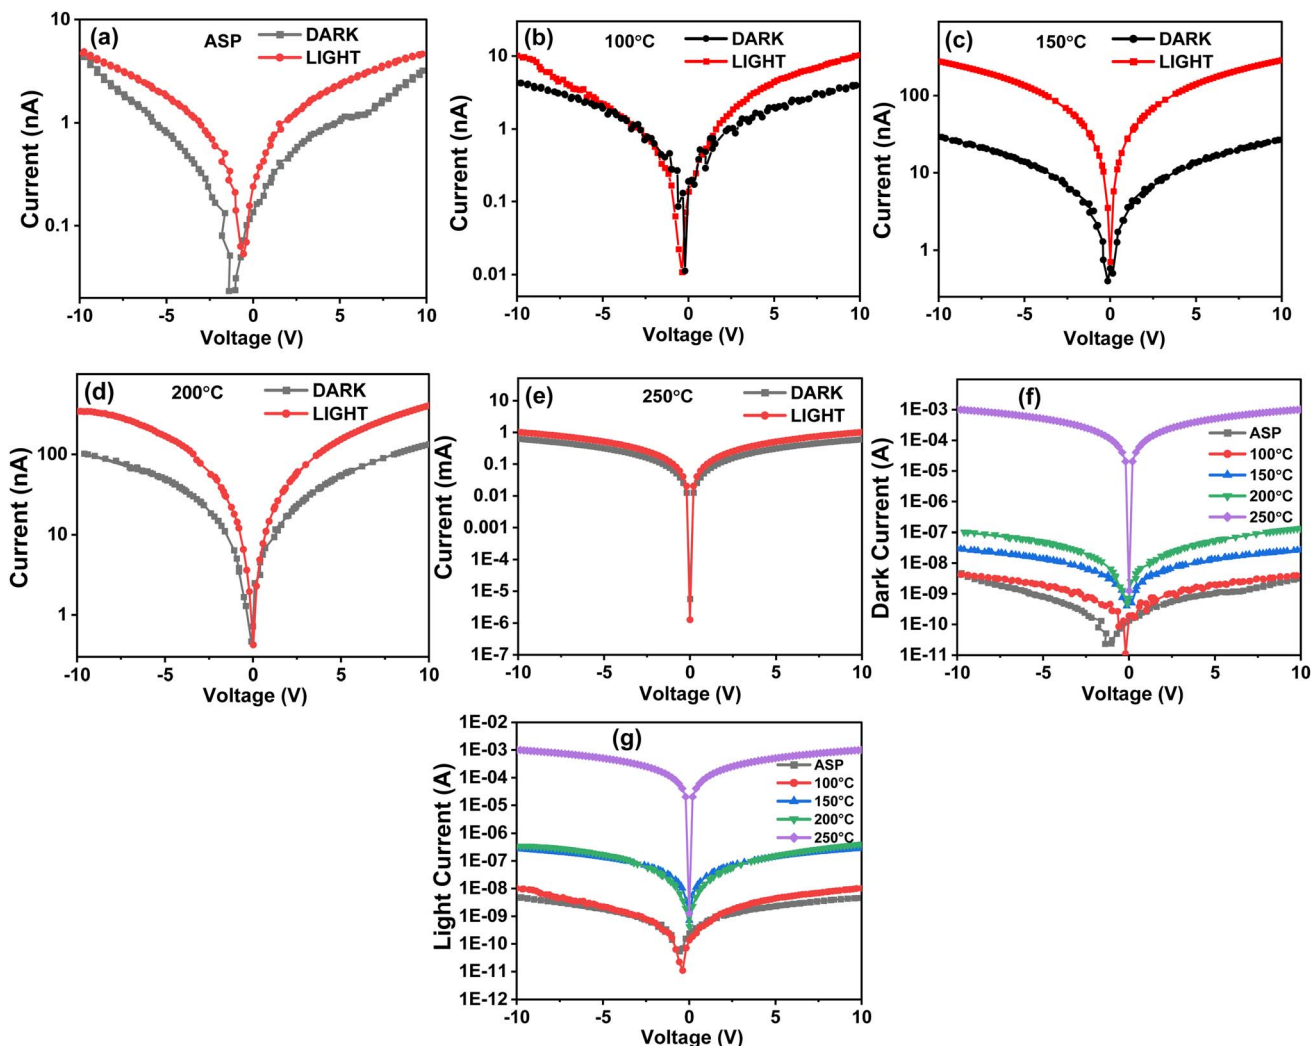 (a) ASP DARK
LIGHT
10
1
0.1
Current (nA)
-10 -5 0 5 10
Voltage (V)
(b) 100°C DARK
LIGHT
10
1
0.1
0.01
Current (nA)
-10 -5 0 5 10
Voltage (V)
(c) 150°C DARK
LIGHT
100
10
1
Current (nA)
-10 -5 0 5 10
Voltage (V)
(d) 200°C DARK
LIGHT
100
10
1
Current (nA)
-10 -5 0 5 10
Voltage (V)
(e) 250°C DARK
LIGHT
10
1
0.1
0.01
0.001
1E-4
1E-5
1E-6
1E-7
Current (mA)
-10 -5 0 5 10
Voltage (V)
(f)
1E-03
1E-04
1E-05
1E-06
1E-07
1E-08
1E-09
1E-10
1E-11
Dark Current (A)
ASP
100°C
150°C
200°C
250°C
-10 -5 0 5 10
Voltage (V)
(g)
1E-02
1E-03
1E-04
1E-05
1E-06
1E-07
1E-08
1E-09
1E-10
1E-11
1E-12
Light Current (A)
ASP
100°C
150°C
200°C
250°C
-10 -5 0 5 10
Voltage (V)